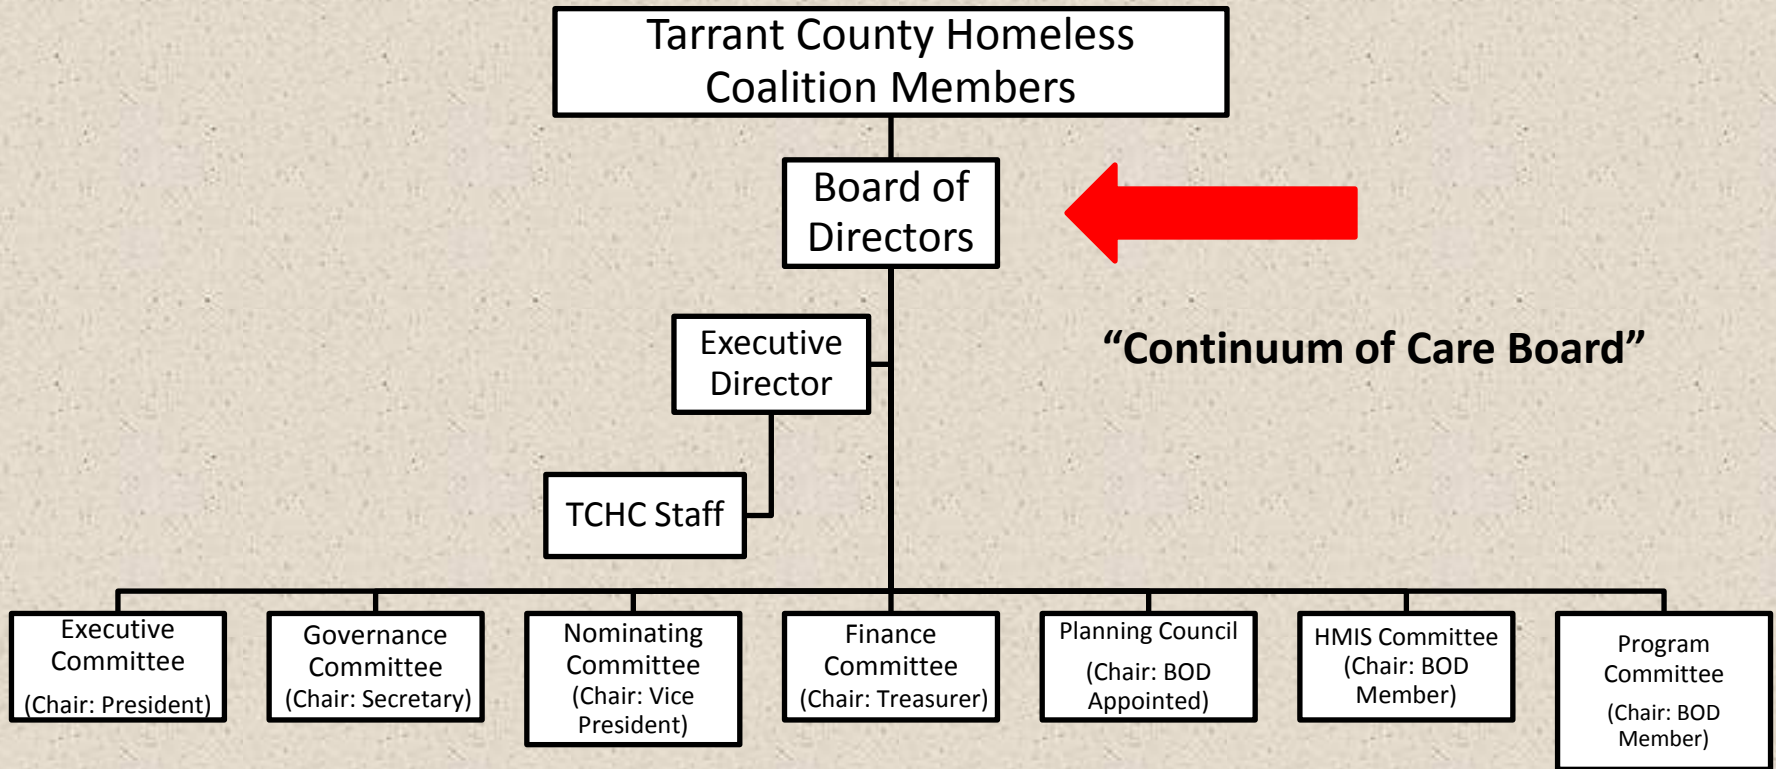 Tarrant County Homeless
Coalition Members
Board of
Directors
Executive
Director
“Continuum of Care Board”
TCHC Staff
Executive
Committee
(Chair: President)
Governance
Committee
(Chair: Secretary)
Nominating
Committee
(Chair: Vice
President)
Finance
Committee
(Chair: Treasurer)
Planning Council
(Chair: BOD
Appointed)
HMIS Committee
(Chair: BOD
Member)
Program
Committee
(Chair: BOD
Member)